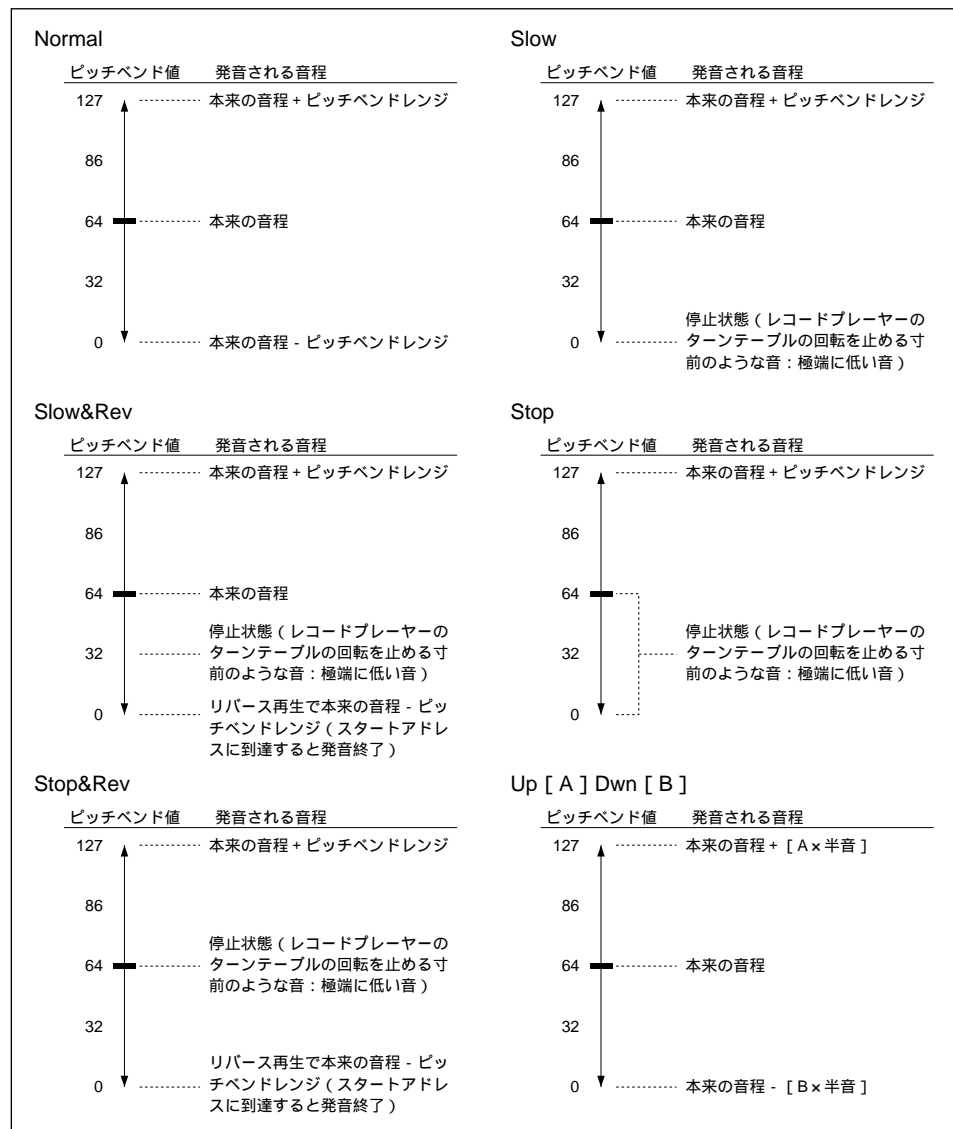 Normal
ピッチベンド値 発音される音程
127 本来の音程 + ピッチベンドレンジ
86
64 本来の音程
32
0 本来の音程 - ピッチベンドレンジ
Slow
ピッチベンド値 発音される音程
127 本来の音程 + ピッチベンドレンジ
86
64 本来の音程
32
停止状態（レコードプレーヤーの
0 ターンテーブルの回転を止める寸
前のような音：極端に低い音）
Slow&Rev
ピッチベンド値 発音される音程
127 本来の音程 + ピッチベンドレンジ
86
64 本来の音程
停止状態（レコードプレーヤーの
32 ターンテーブルの回転を止める寸
前のような音：極端に低い音）
リバース再生で本来の音程 - ピッ
0 チベンドレンジ（スタートアドレ
スに到達すると発音終了）
Stop
ピッチベンド値 発音される音程
127 本来の音程 + ピッチベンドレンジ
86
64
停止状態（レコードプレーヤーの
32 ターンテーブルの回転を止める寸
前のような音：極端に低い音）
0
Stop&Rev
ピッチベンド値 発音される音程
127 本来の音程 + ピッチベンドレンジ
86
停止状態（レコードプレーヤーの
64 ターンテーブルの回転を止める寸
前のような音：極端に低い音）
32
リバース再生で本来の音程 - ピッ
0 チベンドレンジ（スタートアドレ
スに到達すると発音終了）
Up [ A ] Dwn [ B ]
ピッチベンド値 発音される音程
127 本来の音程 + [ A × 半音 ]
86
64 本来の音程
32
0 本来の音程 - [ B × 半音 ]